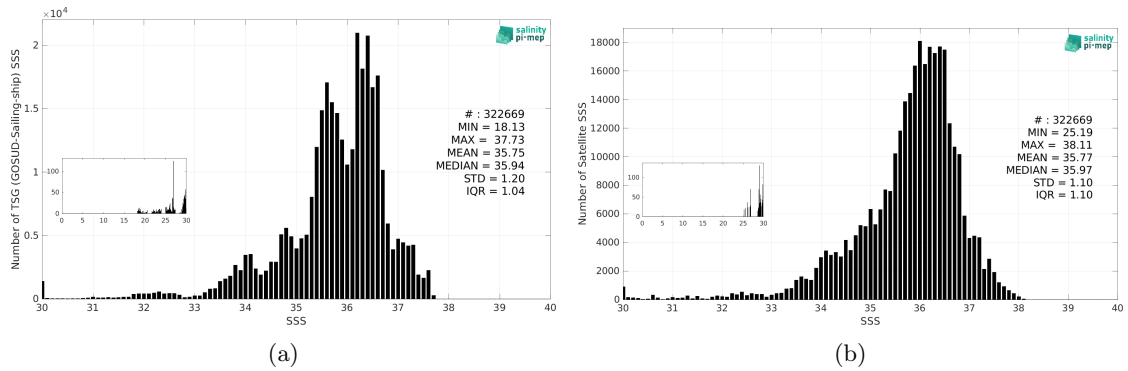 ×10⁴
2
1.5
1
0.5
0
30 31 32 33 34 35 36 37 38 39 40
SSS
Number of TSG (GOSUD-Sailing-ship) SSS
salinity
pi-mep
# : 322669
MIN = 18.13
MAX = 37.73
MEAN = 35.75
MEDIAN = 35.94
STD = 1.20
IQR = 1.04
100
50
0
0 5 10 15 20 25 30
(a)
18000
16000
14000
12000
10000
8000
6000
4000
2000
0
30 31 32 33 34 35 36 37 38 39 40
SSS
Number of Satellite SSS
salinity
pi-mep
# : 322669
MIN = 25.19
MAX = 38.11
MEAN = 35.77
MEDIAN = 35.97
STD = 1.10
IQR = 1.10
100
50
0
0 5 10 15 20 25 30
(b)